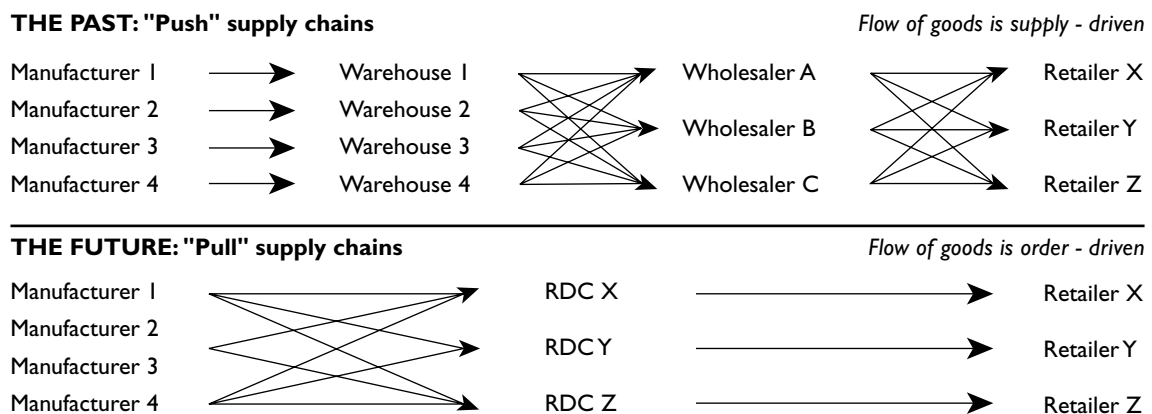 THE PAST: "Push" supply chains Flow of goods is supply - driven
Manufacturer 1 Warehouse 1 Wholesaler A Retailer X
Manufacturer 2 Warehouse 2
Wholesaler B Retailer Y
Manufacturer 3 Warehouse 3
Manufacturer 4 Warehouse 4 Wholesaler C Retailer Z
THE FUTURE: "Pull" supply chains Flow of goods is order - driven
Manufacturer 1 RDC X Retailer X
Manufacturer 2
RDC Y Retailer Y
Manufacturer 3
Manufacturer 4 RDC Z Retailer Z